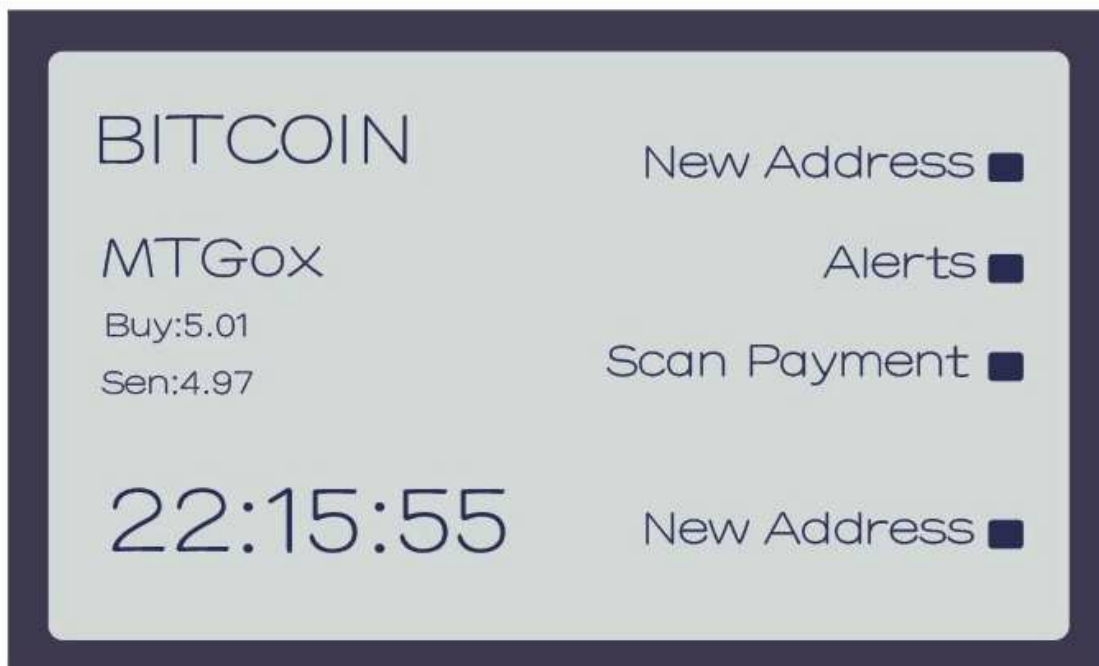 BITCOIN
New Address
MTGox
Alerts
Buy:5.01
Sen:4.97
Scan Payment
22:15:55
New Address